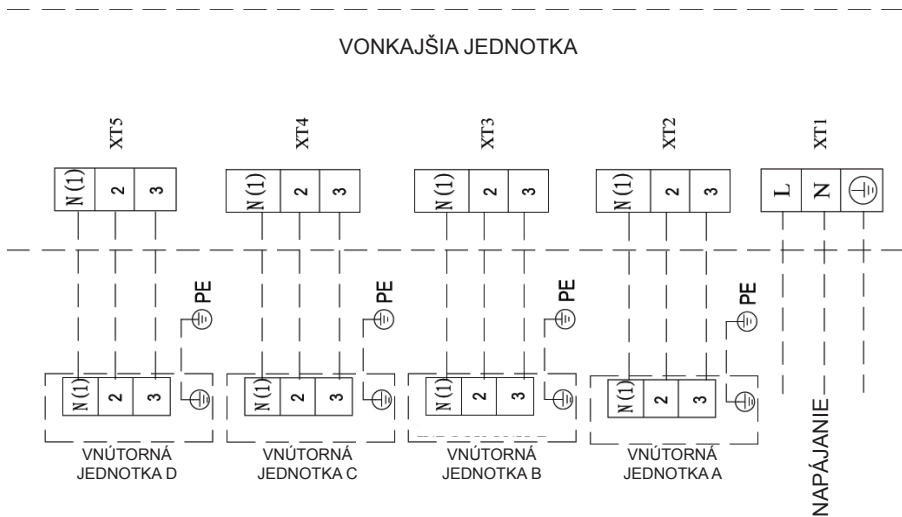 VONKAJŠIA JEDNOTKA
XT5
XT4
XT3
XT2
XT1
N(1) 2 3
N(1) 2 3
N(1) 2 3
N(1) 2 3
L N
PE
PE
PE
PE
N(1) 2 3
N(1) 2 3
N(1) 2 3
N(1) 2 3
VNÚTORNÁ
JEDNOTKA D
VNÚTORNÁ
JEDNOTKA C
VNÚTORNÁ
JEDNOTKA B
VNÚTORNÁ
JEDNOTKA A
NAPÁJANIE